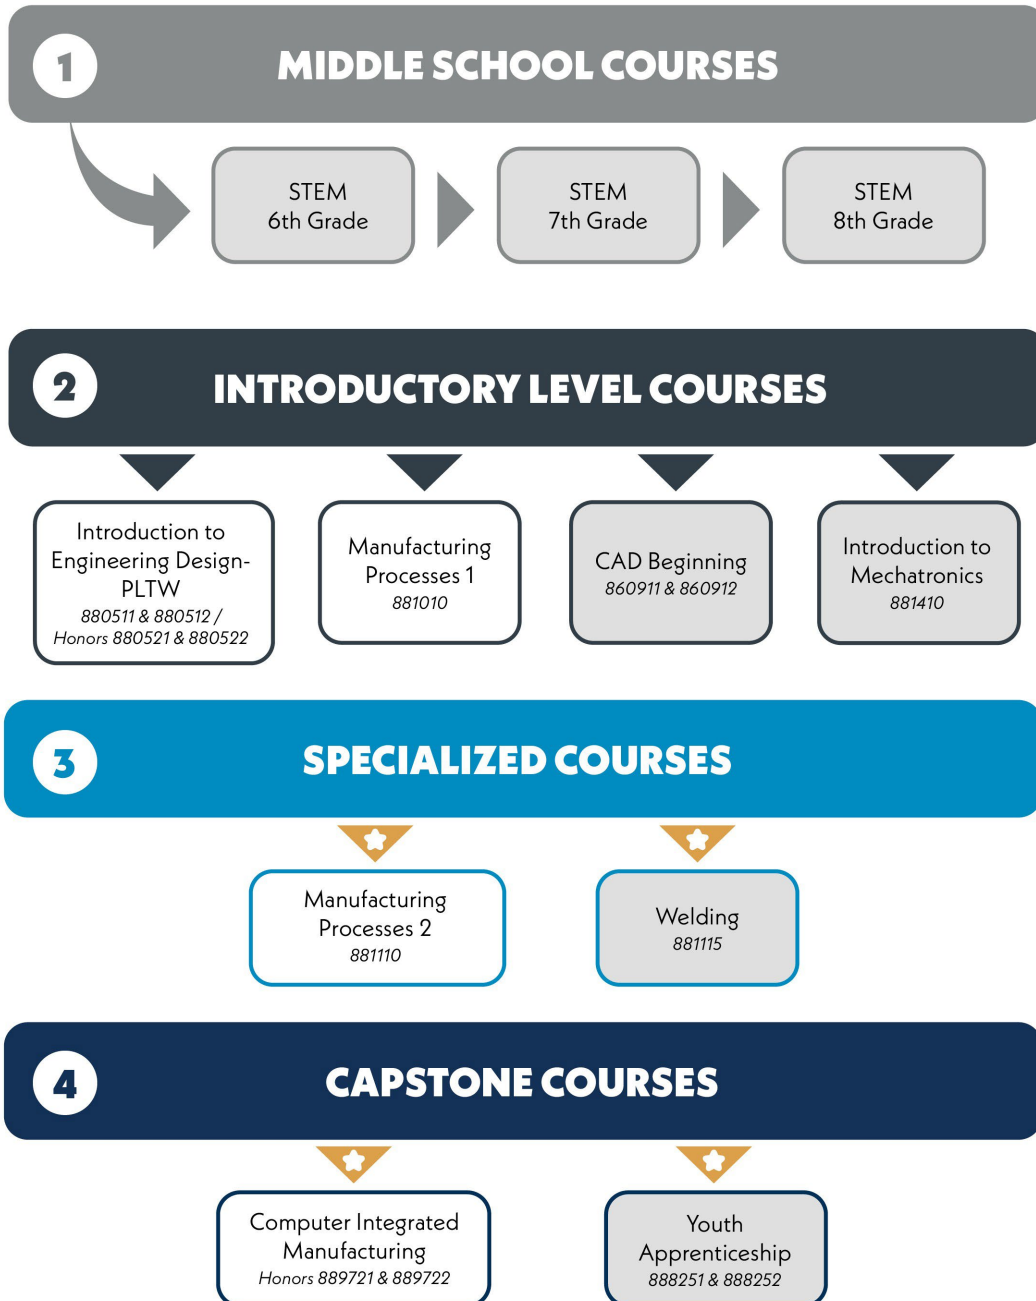 1
MIDDLE SCHOOL COURSES
STEM
6th Grade
STEM
7th Grade
STEM
8th Grade
2
INTRODUCTORY LEVEL COURSES
Introduction to
Engineering Design-
PLTW
880511 & 880512 /
Honors 880521 & 880522
Manufacturing
Processes 1
881010
CAD Beginning
860911 & 860912
Introduction to
Mechatronics
881410
3
SPECIALIZED COURSES
Manufacturing
Processes 2
881110
Welding
881115
4
CAPSTONE COURSES
Computer Integrated
Manufacturing
Honors 889721 & 889722
Youth
Apprenticeship
888251 & 888252